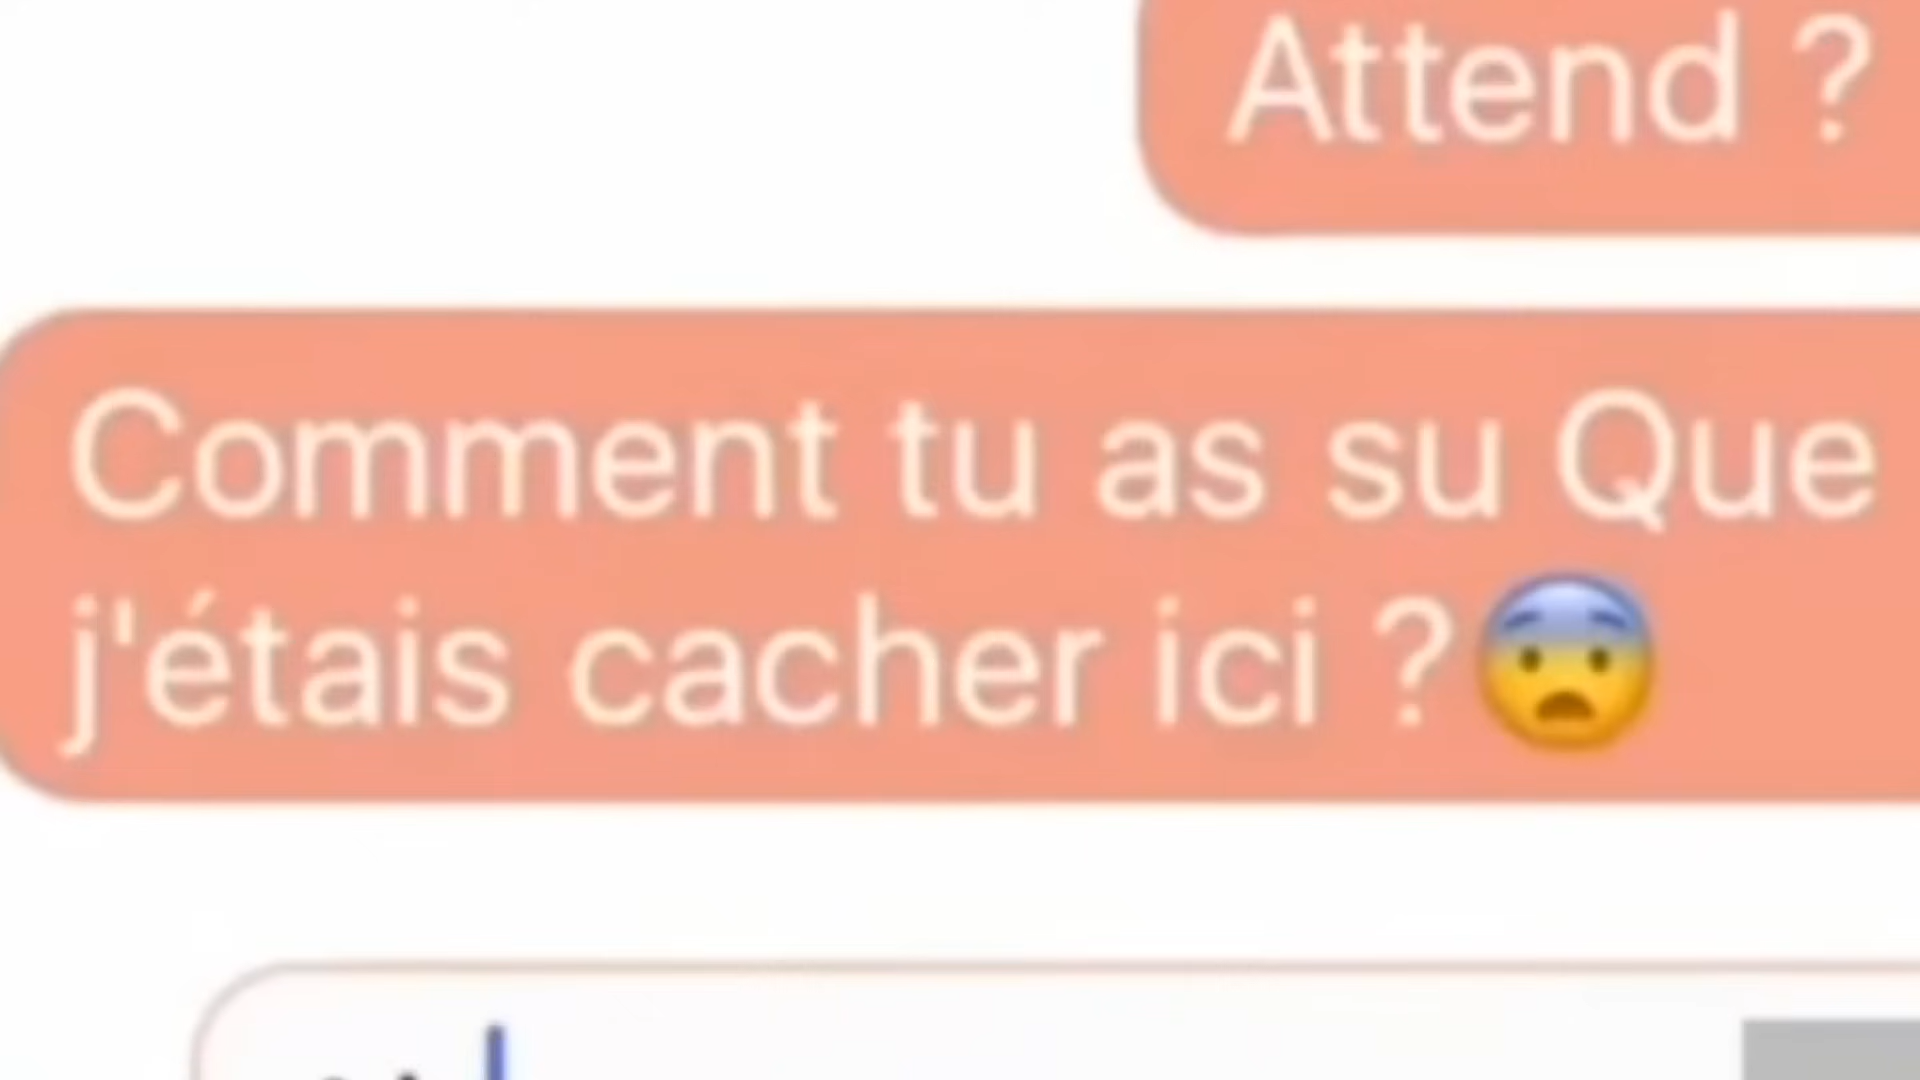 Attend ?
Comment tu as su Que
j'étais cacher ici ?😨